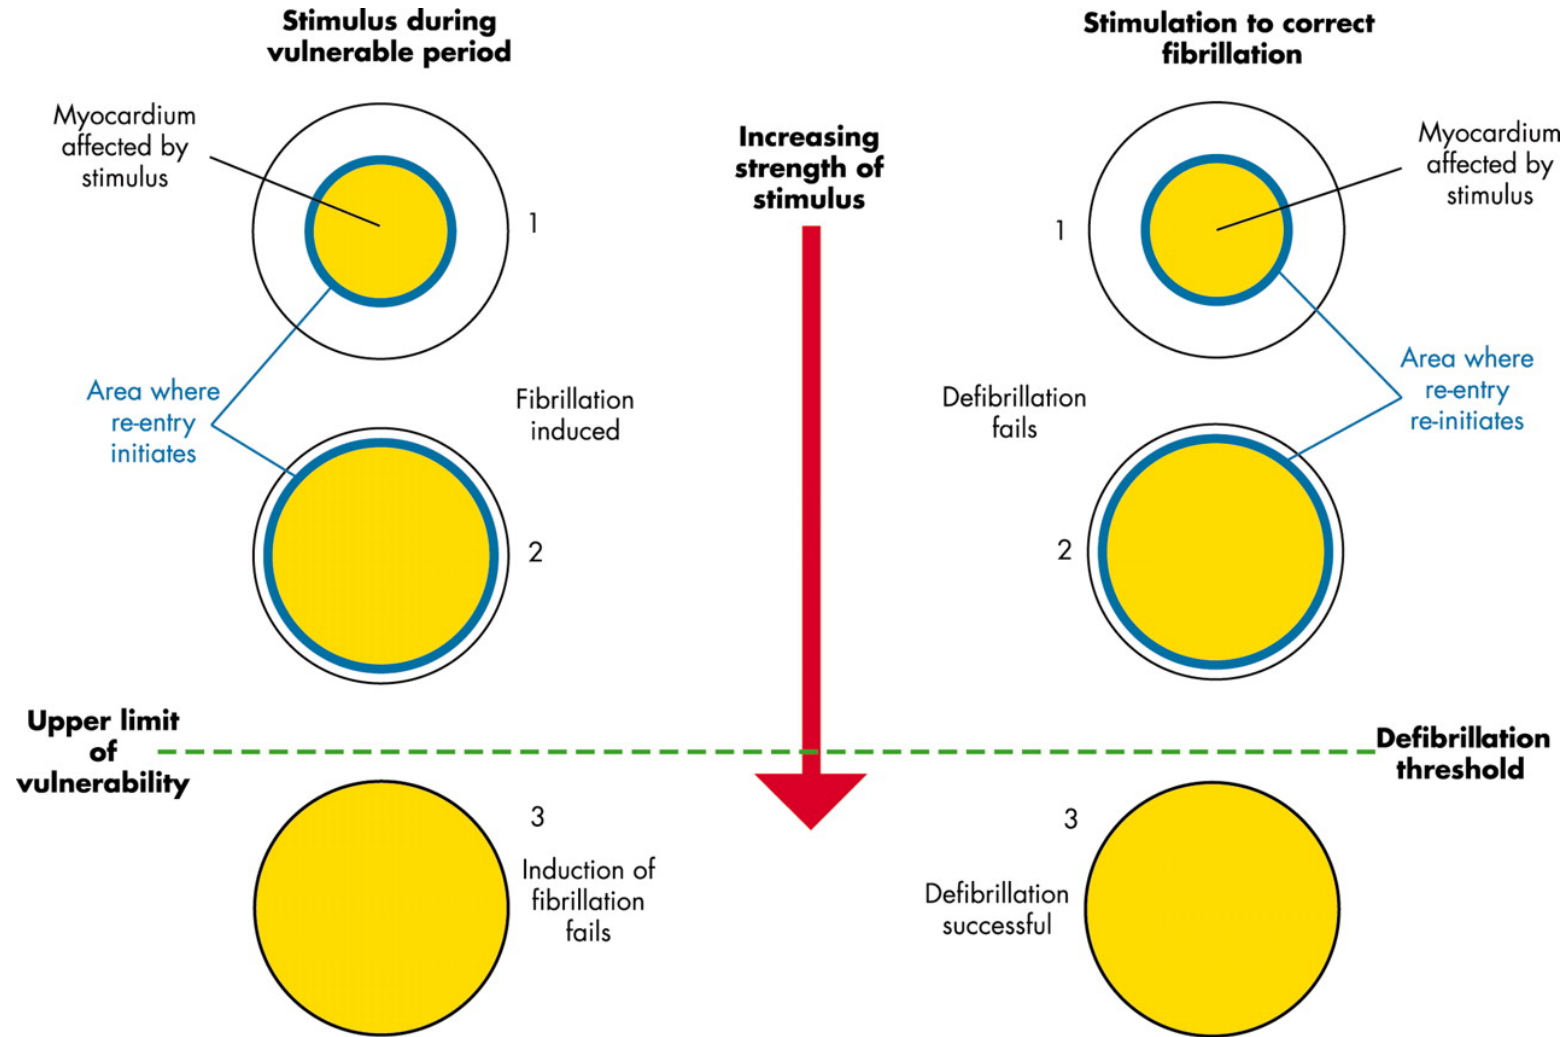 Stimulus during
vulnerable period
Stimulation to correct
fibrillation
Myocardium
affected by
stimulus
1
Increasing
strength of
stimulus
1
Myocardium
affected by
stimulus
Area where
re-entry
initiates
Fibrillation
induced
Defibrillation
fails
Area where
re-entry
re-initiates
2
2
Upper limit
of
vulnerability
Defibrillation
threshold
3
Induction of
fibrillation
fails
3
Defibrillation
successful